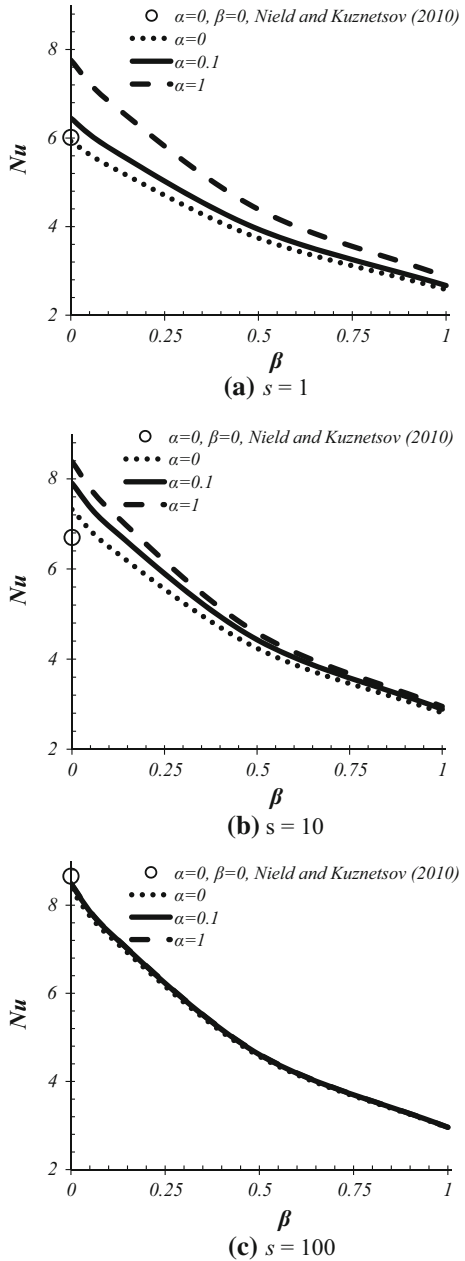 α=0, β=0, Nield and Kuznetsov (2010)
α=0
α=0.1
α=1
8
6
4
2
Nu
0 0.25 0.5 0.75 1
β
(a) s = 1
α=0, β=0, Nield and Kuznetsov (2010)
α=0
α=0.1
α=1
8
6
4
2
Nu
0 0.25 0.5 0.75 1
β
(b) s = 10
α=0, β=0, Nield and Kuznetsov (2010)
α=0
α=0.1
α=1
8
6
4
2
Nu
0 0.25 0.5 0.75 1
β
(c) s = 100